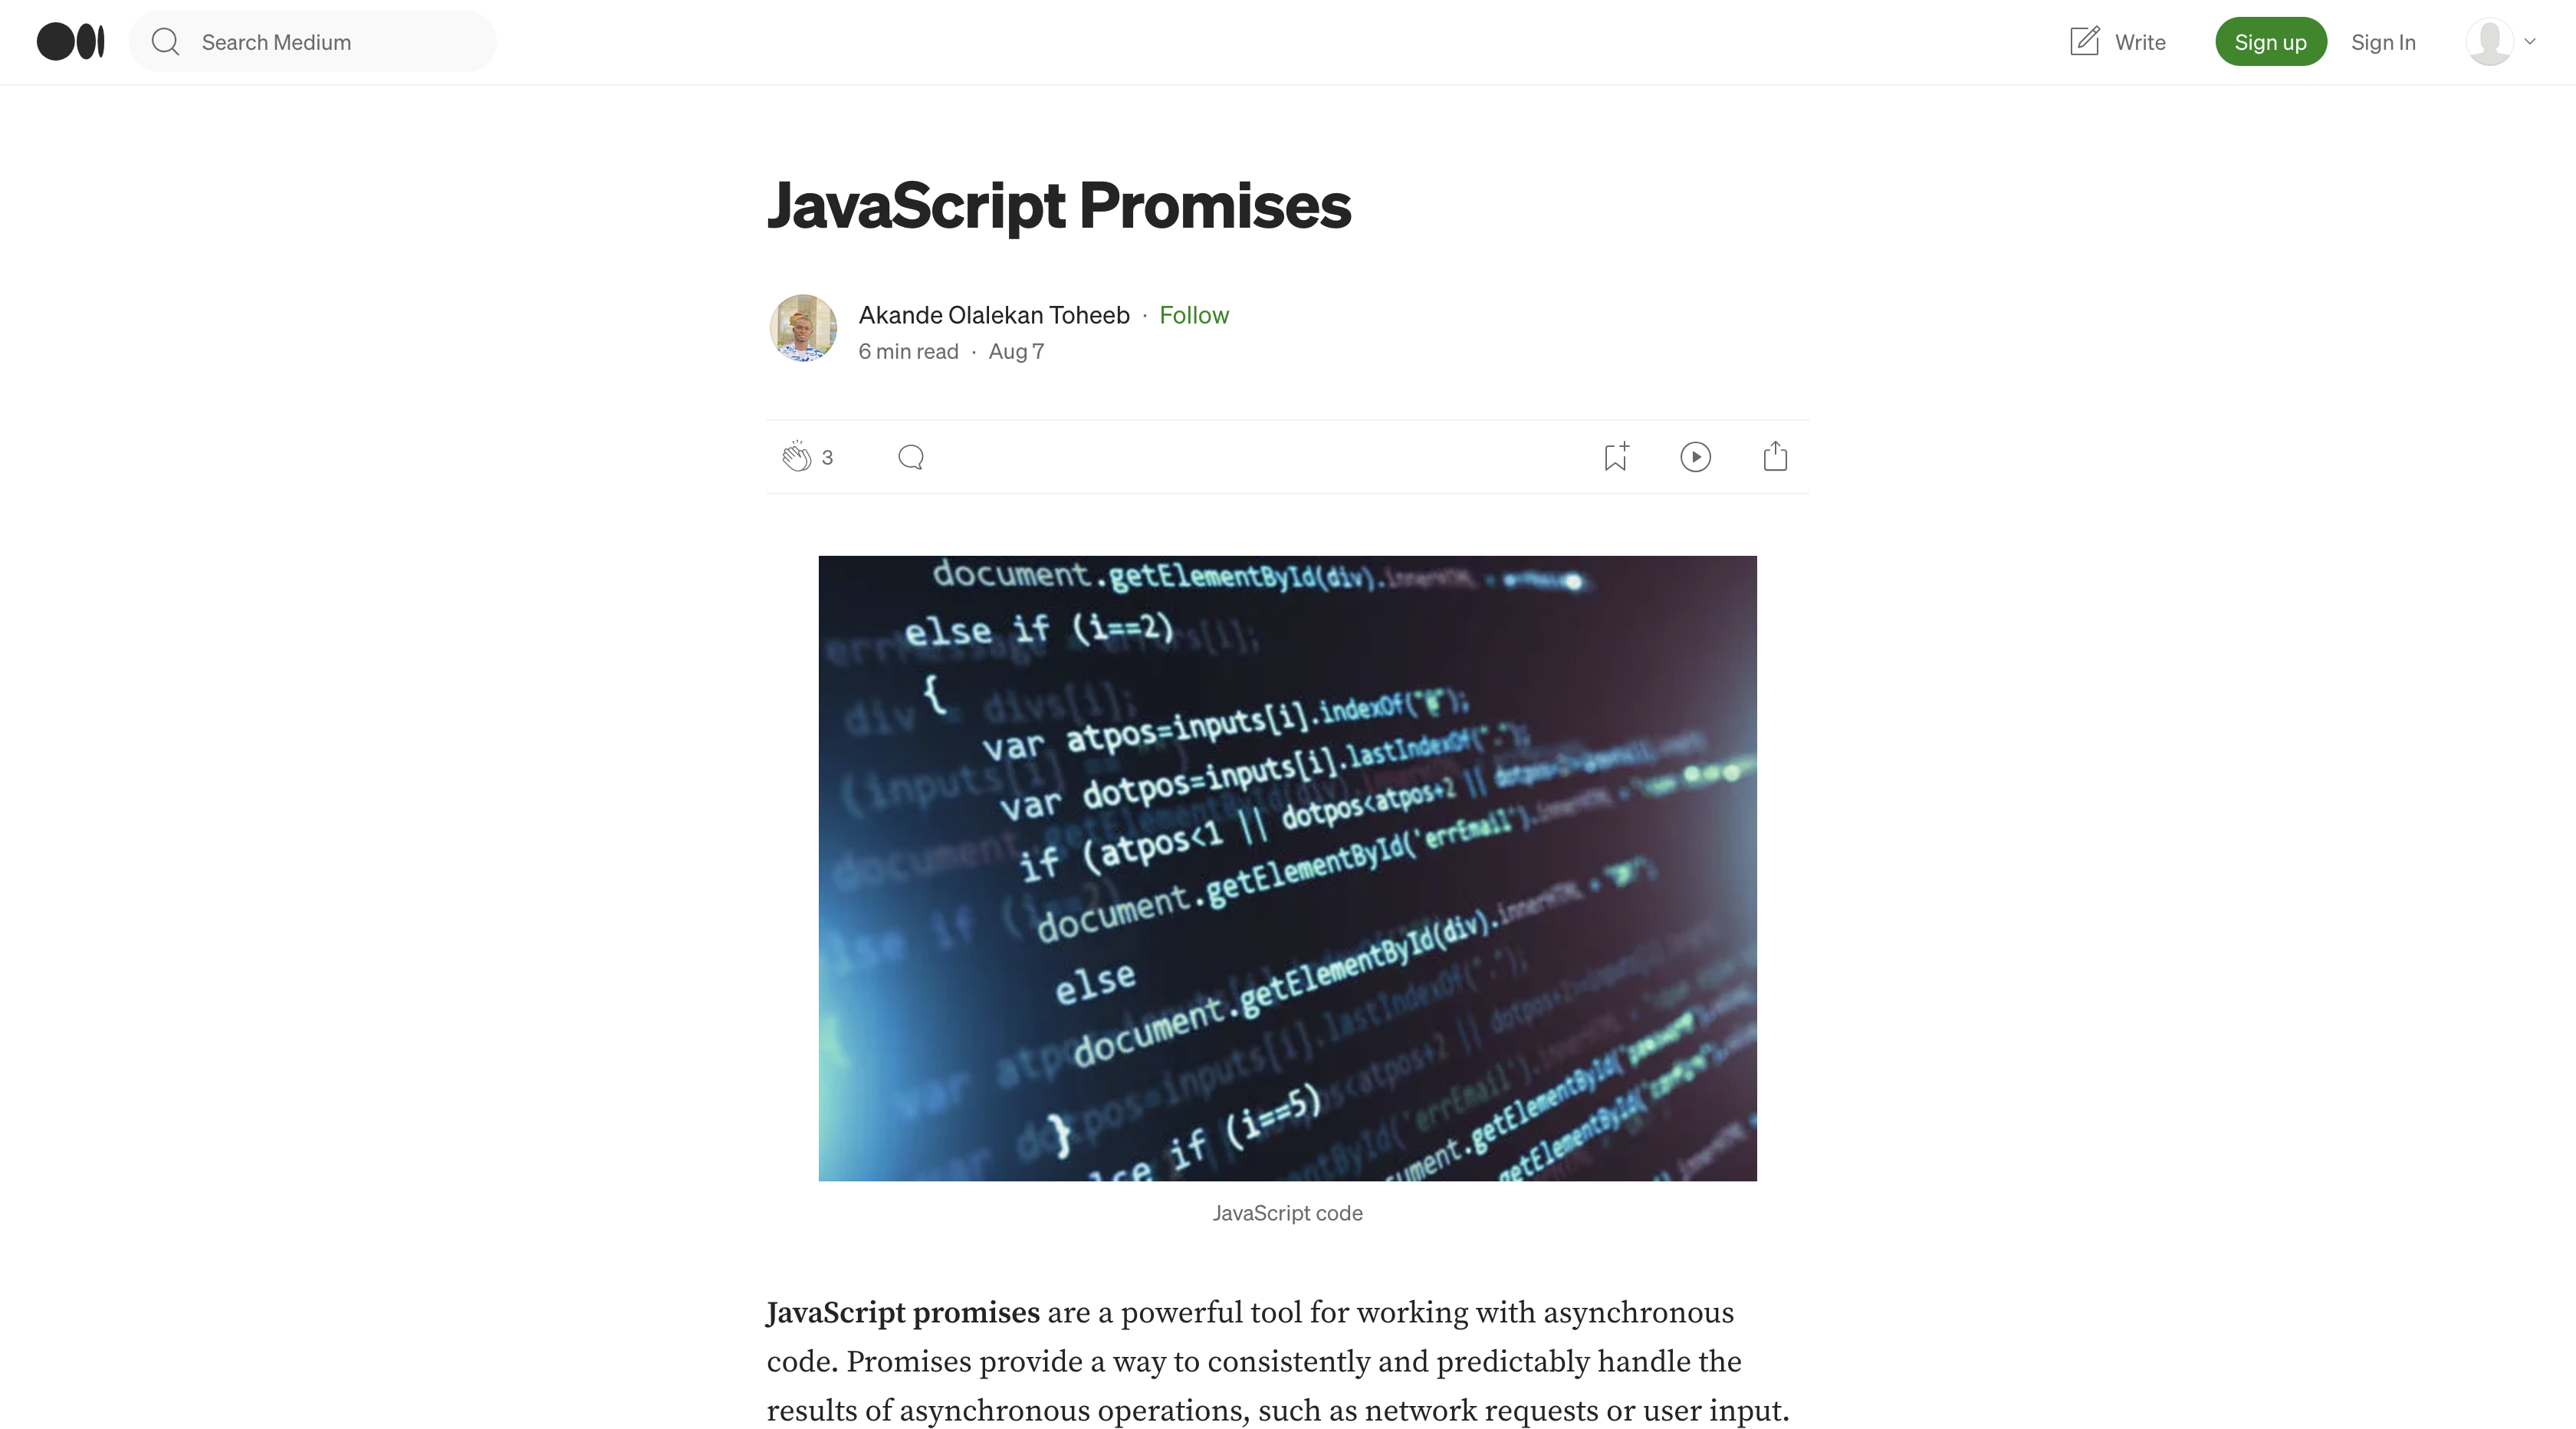 Search Medium
Write
Sign up
Sign In
JavaScript Promises
Akande Olalekan Toheeb · Follow
6 min read · Aug 7
3
document.getElementById(div).innerHTML =
else if (i==2)
{
var atpos=inputs[i].indexOf("@");
var dotpos=inputs[i].lastIndexOf(".");
if (atpos<1 || dotpos<atpos+2 ||
document.getElementById('errEmail').innerHTML =
else
document.getElementById(div).innerHTML =
}
else if (i==5)
JavaScript code
JavaScript promises are a powerful tool for working with asynchronous
code. Promises provide a way to consistently and predictably handle the
results of asynchronous operations, such as network requests or user input.